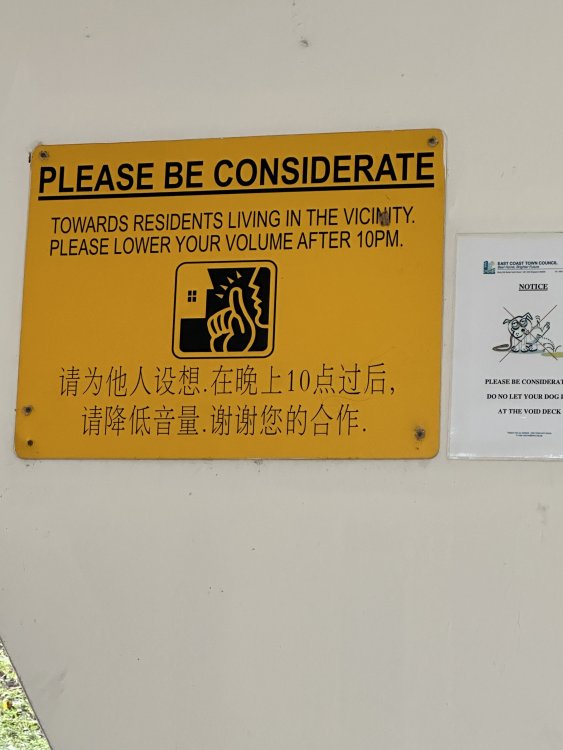 PLEASE BE CONSIDERATE
TOWARDS RESIDENTS LIVING IN THE VICINITY.
PLEASE LOWER YOUR VOLUME AFTER 10PM.
请为他人设想.在晚上10点过后,
请降低音量.谢谢您的合作.
EAST COAST TOWN COUNCIL
NOTICE
PLEASE BE CONSIDERAT
DO NO LET YOUR DOG
AT THE VOID DECK